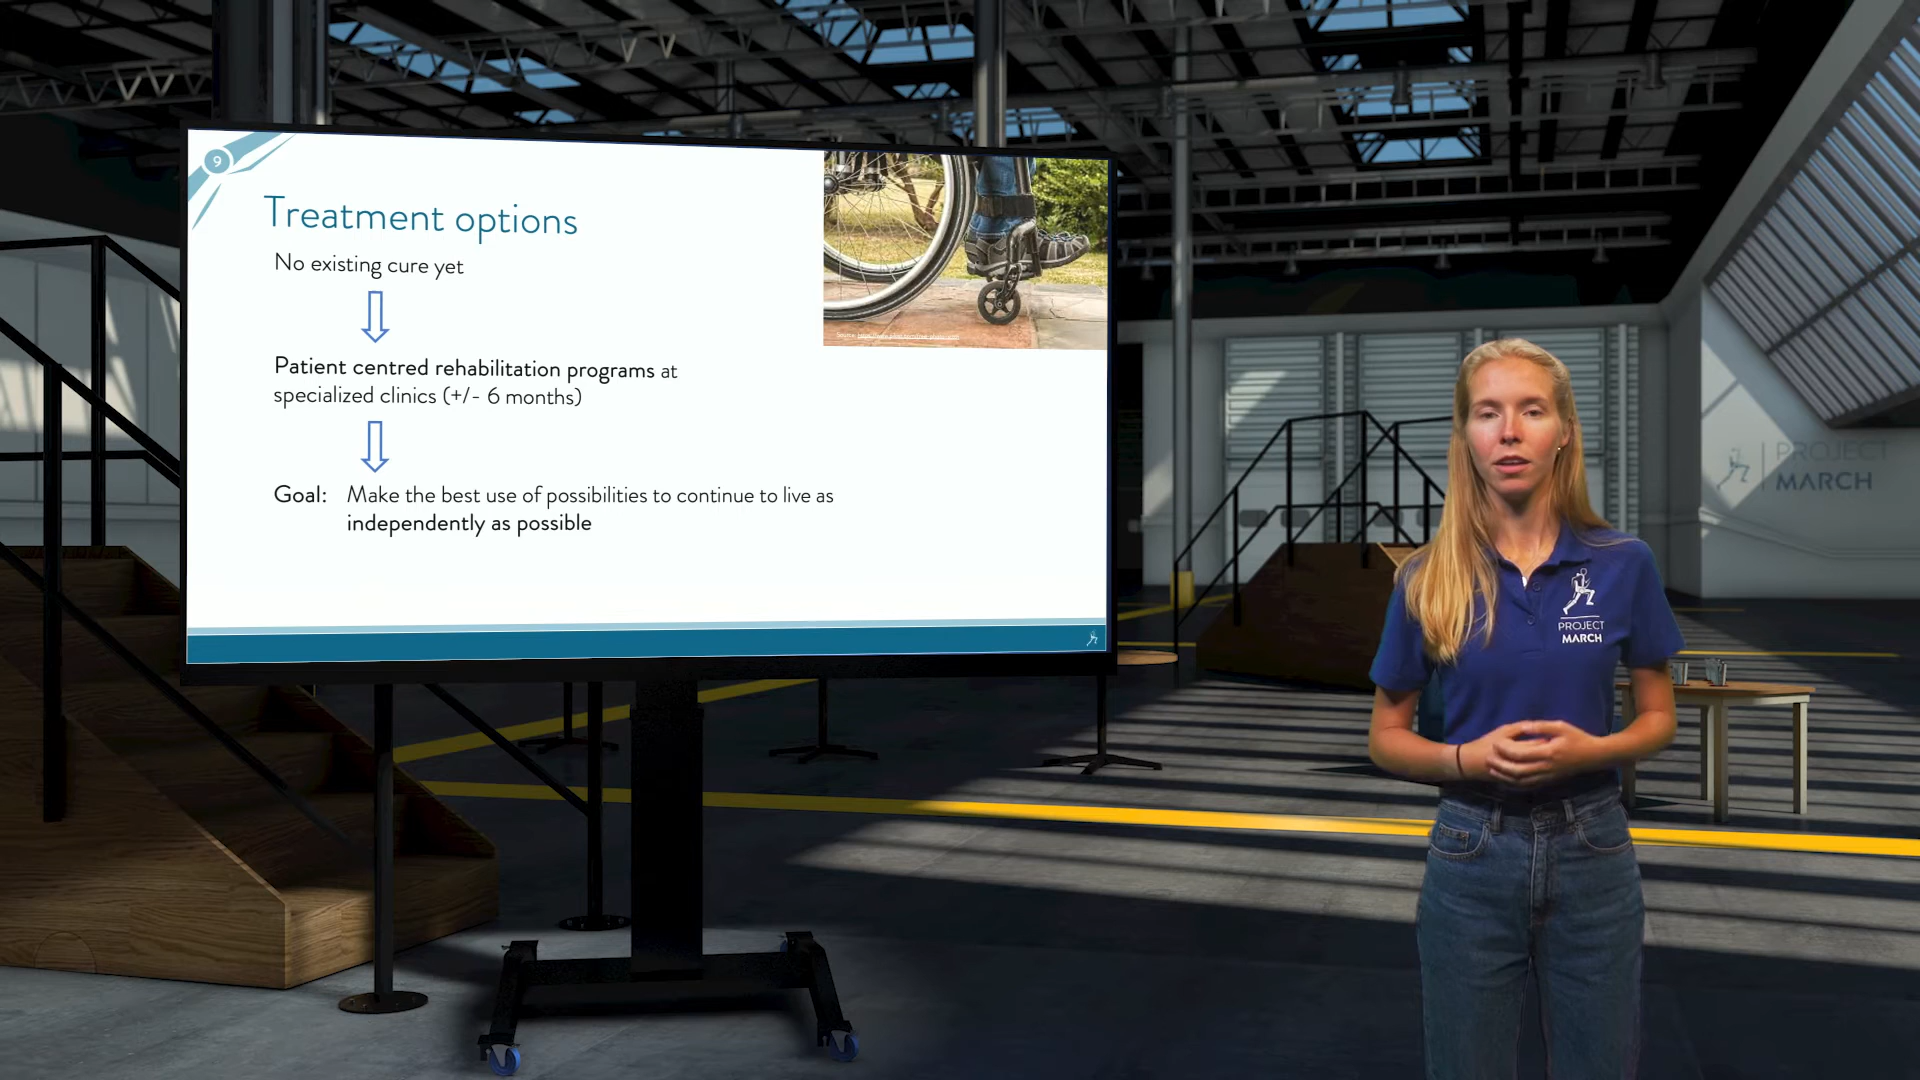 9
Treatment options
No existing cure yet
Patient centred rehabilitation programs at
specialized clinics (+/- 6 months)
Goal: Make the best use of possibilities to continue to live as
independently as possible
PROJECT
MARCH
PROJECT
MARCH